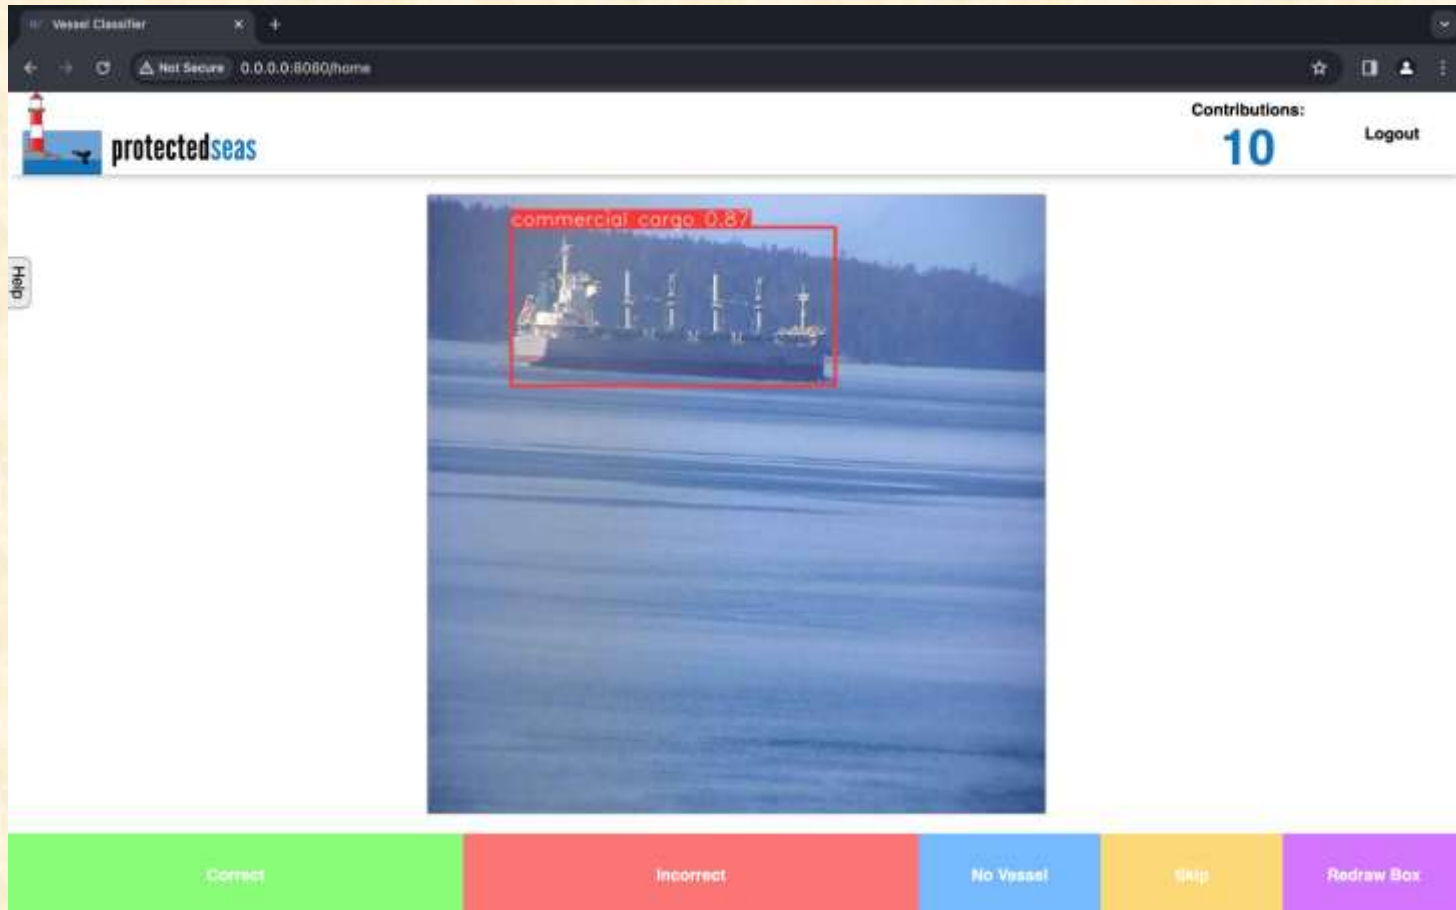 Vessel Classifier
Not Secure 0.0.0.0:8080/home
protectedseas
Contributions:
10
Logout
Help
commercial cargo 0.87
Correct
Incorrect
No Vessel
Skip
Redraw Box